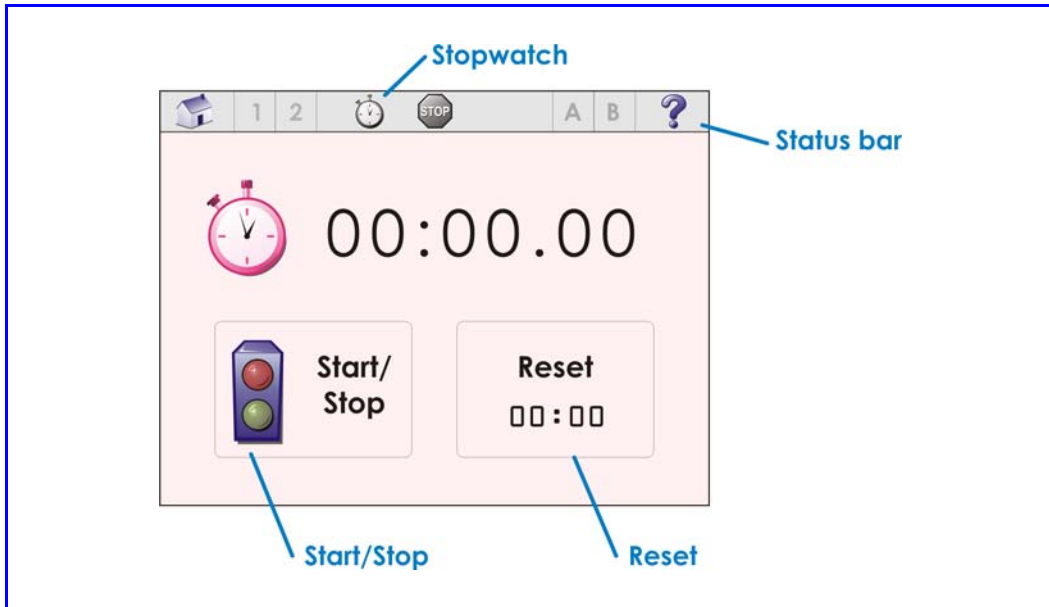 Stopwatch
1 2 STOP A B ?
Status bar
00:00.00
Start/ Reset
Stop 00:00
Start/Stop Reset